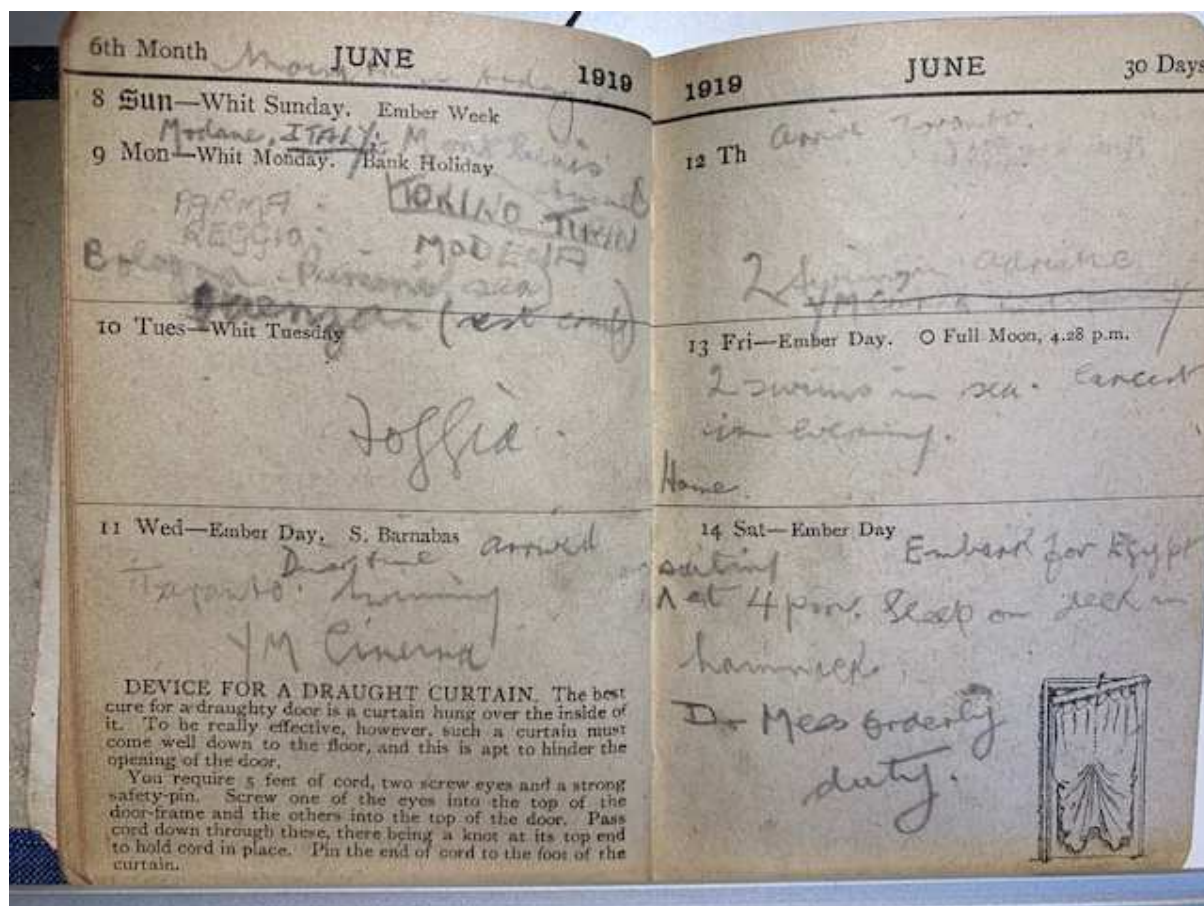 6th Month JUNE 1919
8 Sun—Whit Sunday. Ember Week
Modane, ITALY.
9 Mon—Whit Monday. Bank Holiday
PARMA - TORINO TURIN
REGGIO - MODENA
Bologna
10 Tues—Whit Tuesday
Foggia.
11 Wed—Ember Day. S. Barnabas arrived
Taranto.
YM Cinema
DEVICE FOR A DRAUGHT CURTAIN. The best
cure for a draughty door is a curtain hung over the inside of
it. To be really effective, however, such a curtain must
come well down to the floor, and this is apt to hinder the
opening of the door.
You require 5 feet of cord, two screw eyes and a strong
safety-pin. Screw one of the eyes into the top of the
door-frame and the others into the top of the door. Pass
cord down through these, there being a knot at its top end
to hold cord in place. Pin the end of cord to the foot of the
curtain.
1919 JUNE 30 Days
arrive Taranto.
12 Th
2
13 Fri—Ember Day. O Full Moon, 4.28 p.m.
2 swims in sea. Concert
in evening.
Home.
14 Sat—Ember Day Embark for Egypt
sailing
at 4 pm. Sleep on deck in
hammock.
Do Mess Orderly
duty.